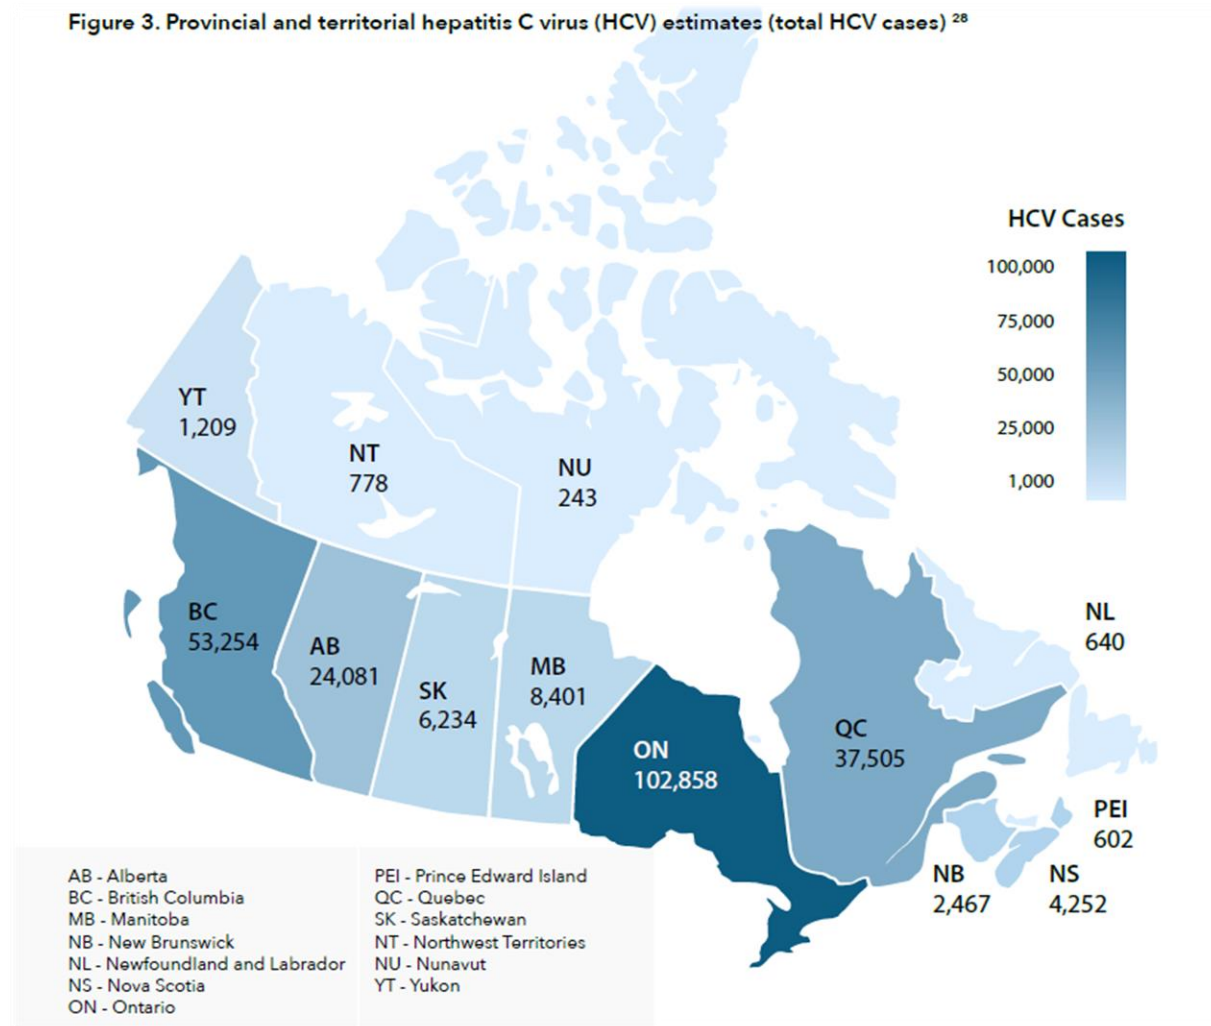 Figure 3. Provincial and territorial hepatitis C virus (HCV) estimates (total HCV cases) 28
HCV Cases
100,000
75,000
50,000
25,000
1,000
YT
1,209
NT
778
NU
243
BC
53,254
AB
24,081
SK
6,234
MB
8,401
ON
102,858
QC
37,505
NL
640
PEI
602
NB
2,467
NS
4,252
AB - Alberta
BC - British Columbia
MB - Manitoba
NB - New Brunswick
NL - Newfoundland and Labrador
NS - Nova Scotia
ON - Ontario
PEI - Prince Edward Island
QC - Quebec
SK - Saskatchewan
NT - Northwest Territories
NU - Nunavut
YT - Yukon